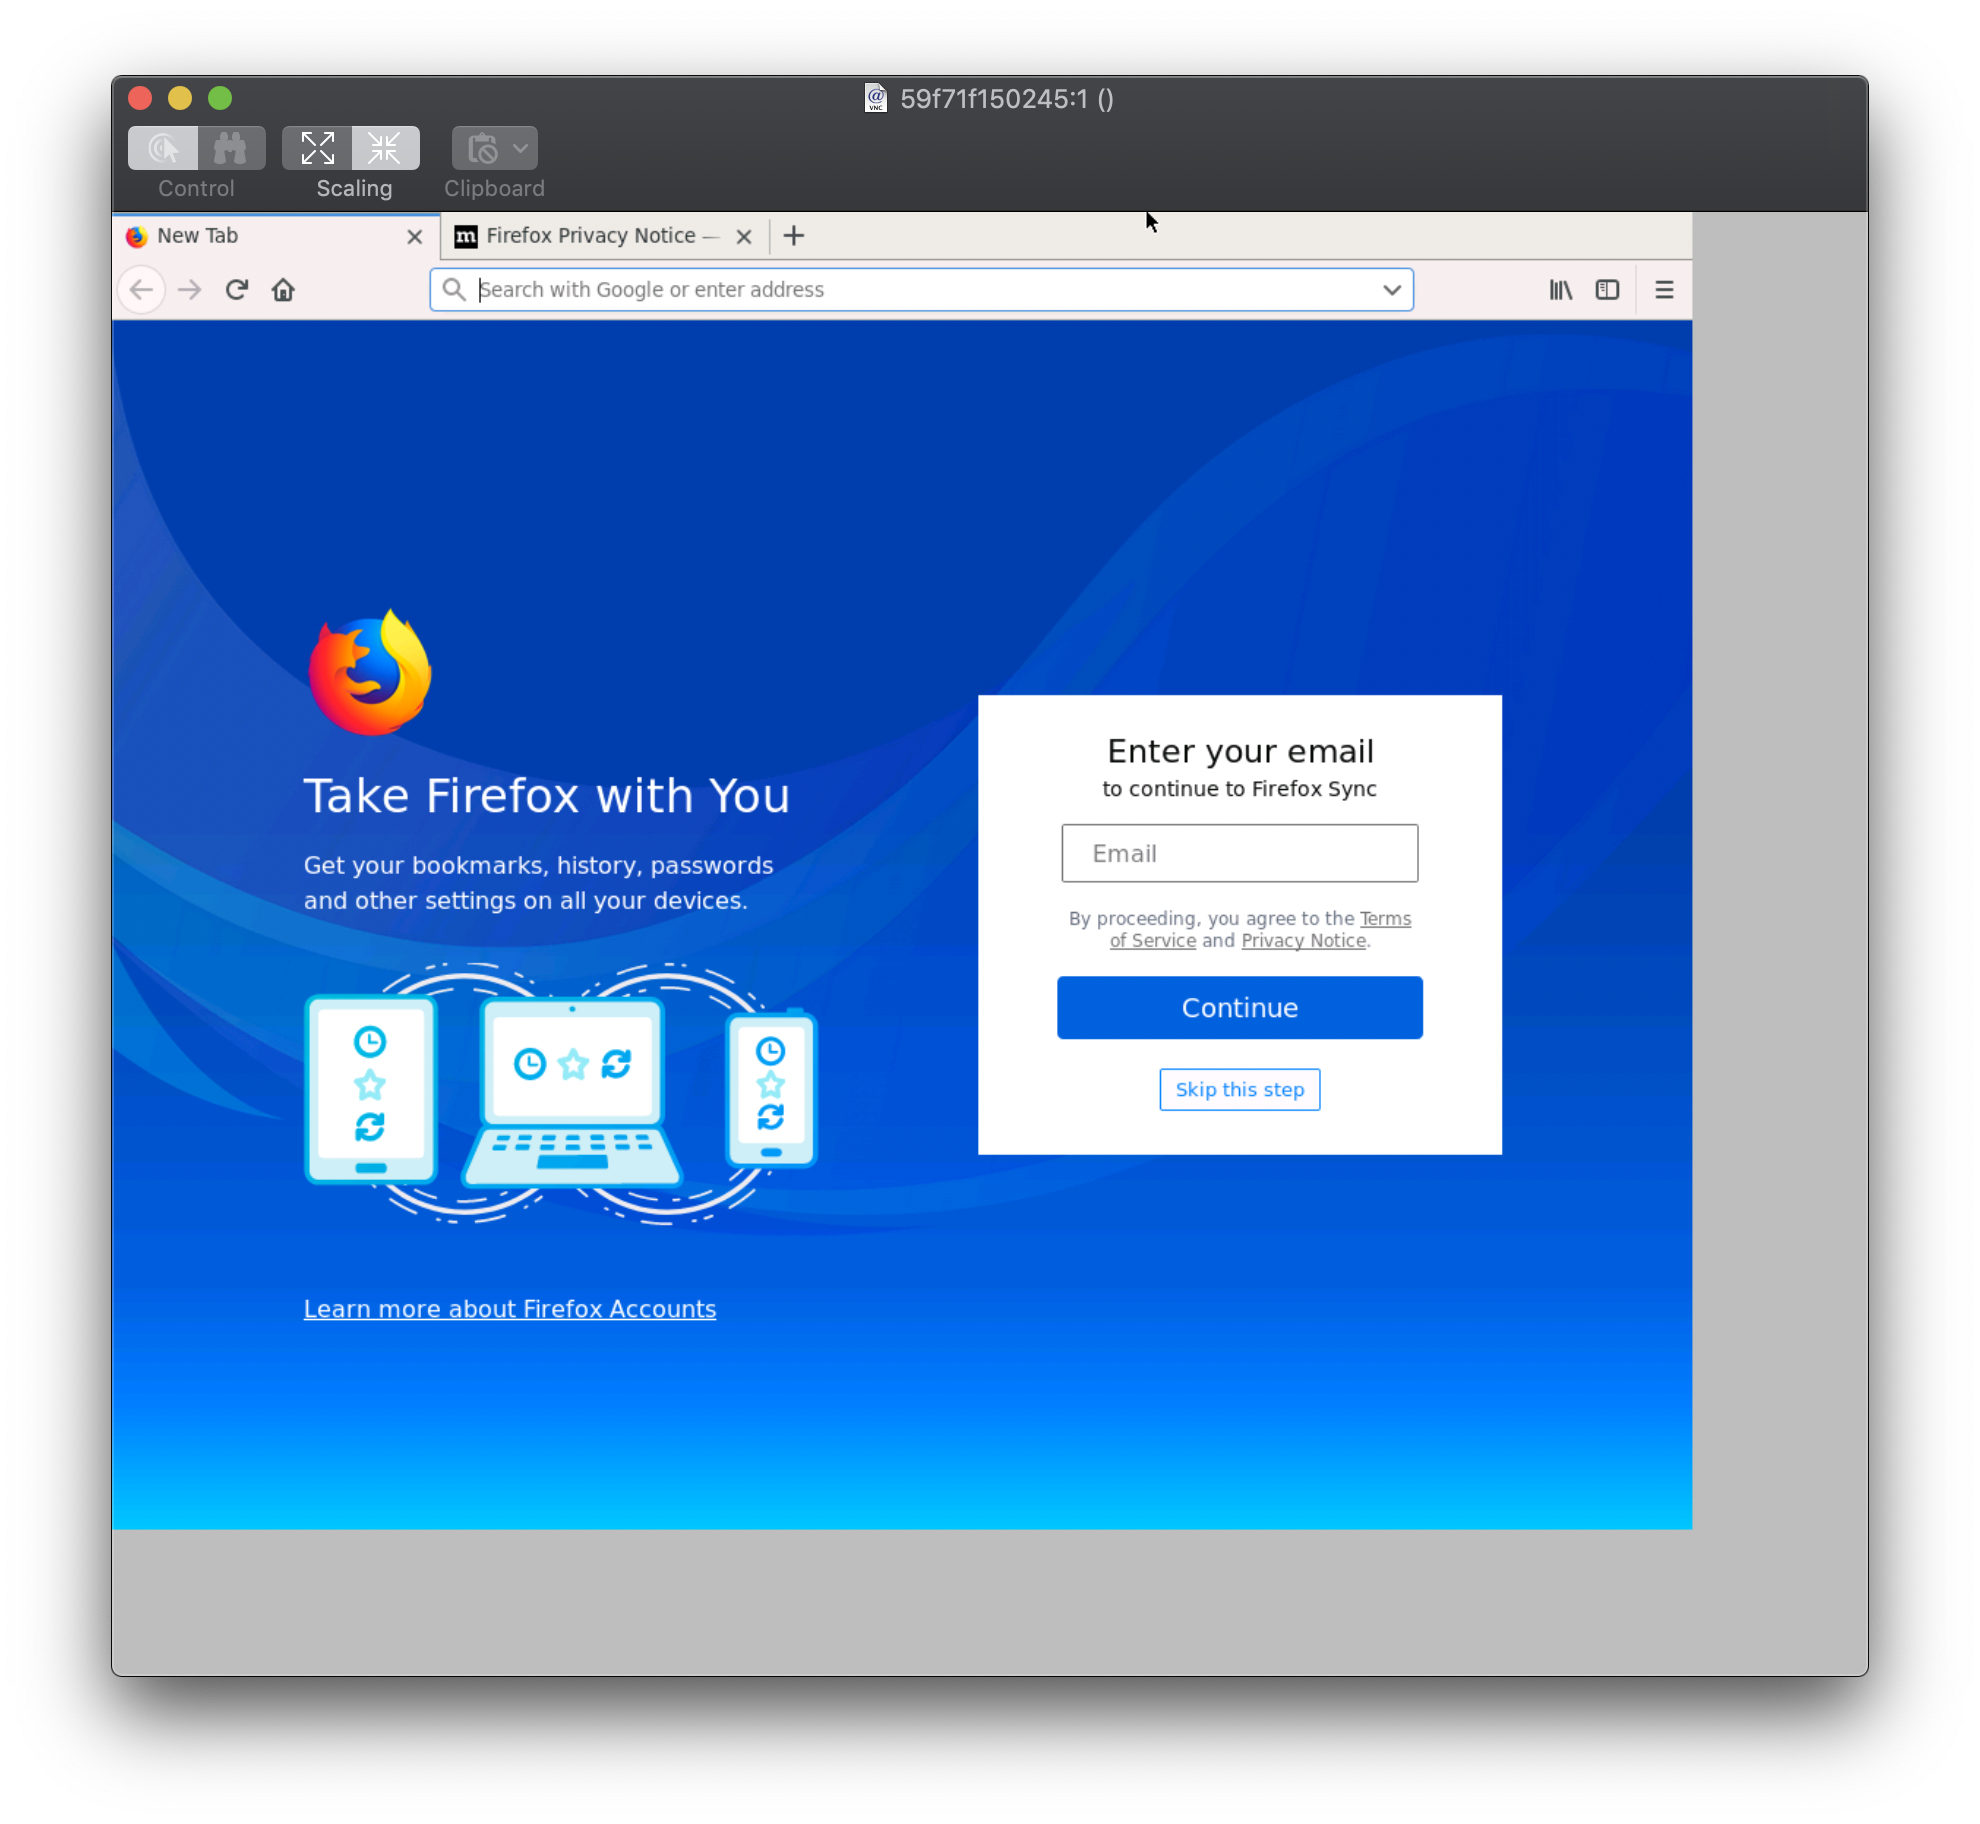 59f71f150245:1 ()
Control
Scaling
Clipboard
New Tab
Firefox Privacy Notice —
Search with Google or enter address
Take Firefox with You
Get your bookmarks, history, passwords
and other settings on all your devices.
Learn more about Firefox Accounts
Enter your email
to continue to Firefox Sync
Email
By proceeding, you agree to the Terms
of Service and Privacy Notice.
Continue
Skip this step